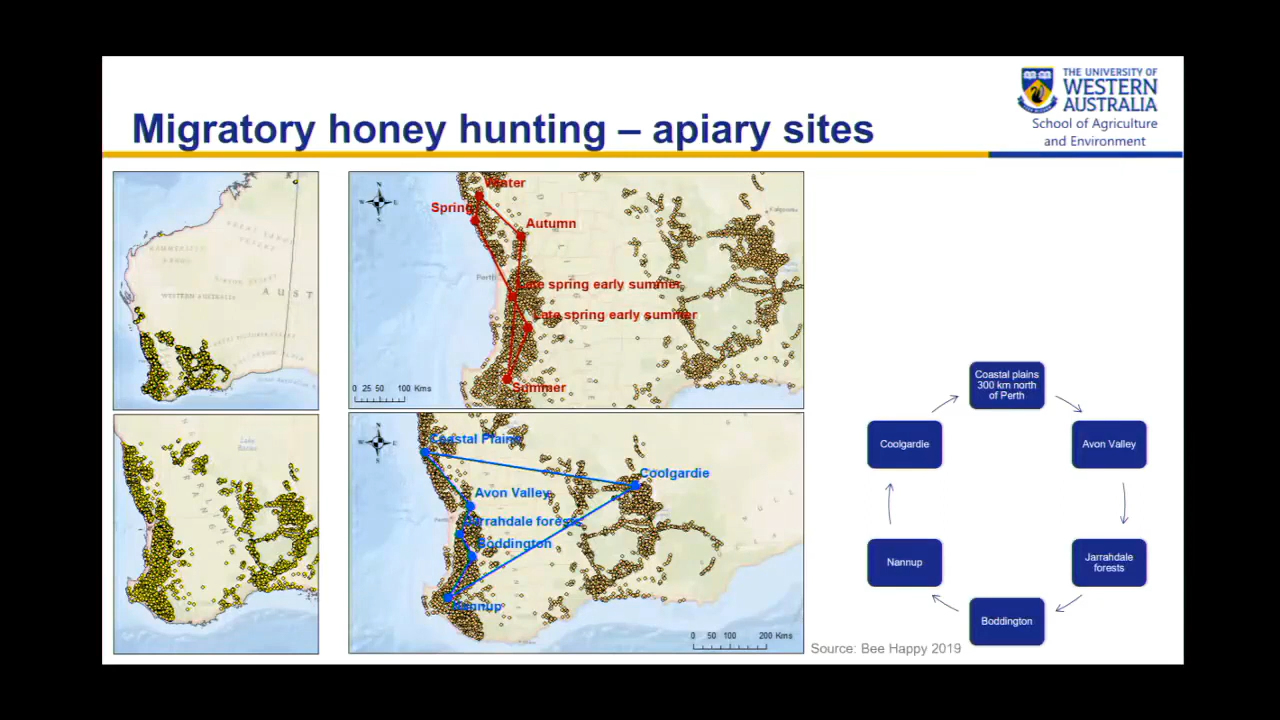 THE UNIVERSITY OF
WESTERN
AUSTRALIA
School of Agriculture
and Environment
Migratory honey hunting – apiary sites
WESTERN AUSTRALIA
A U S T
Winter
Spring
Autumn
Perth
Late spring early summer
Late spring early summer
Summer
0 25 50 100 Kms
Coastal Plains
Coolgardie
Avon Valley
Jarrahdale forests
Boddington
Nannup
0 50 100 200 Kms
Coastal plains
300 km north
of Perth
Coolgardie
Avon Valley
Nannup
Jarrahdale
forests
Boddington
Source: Bee Happy 2019